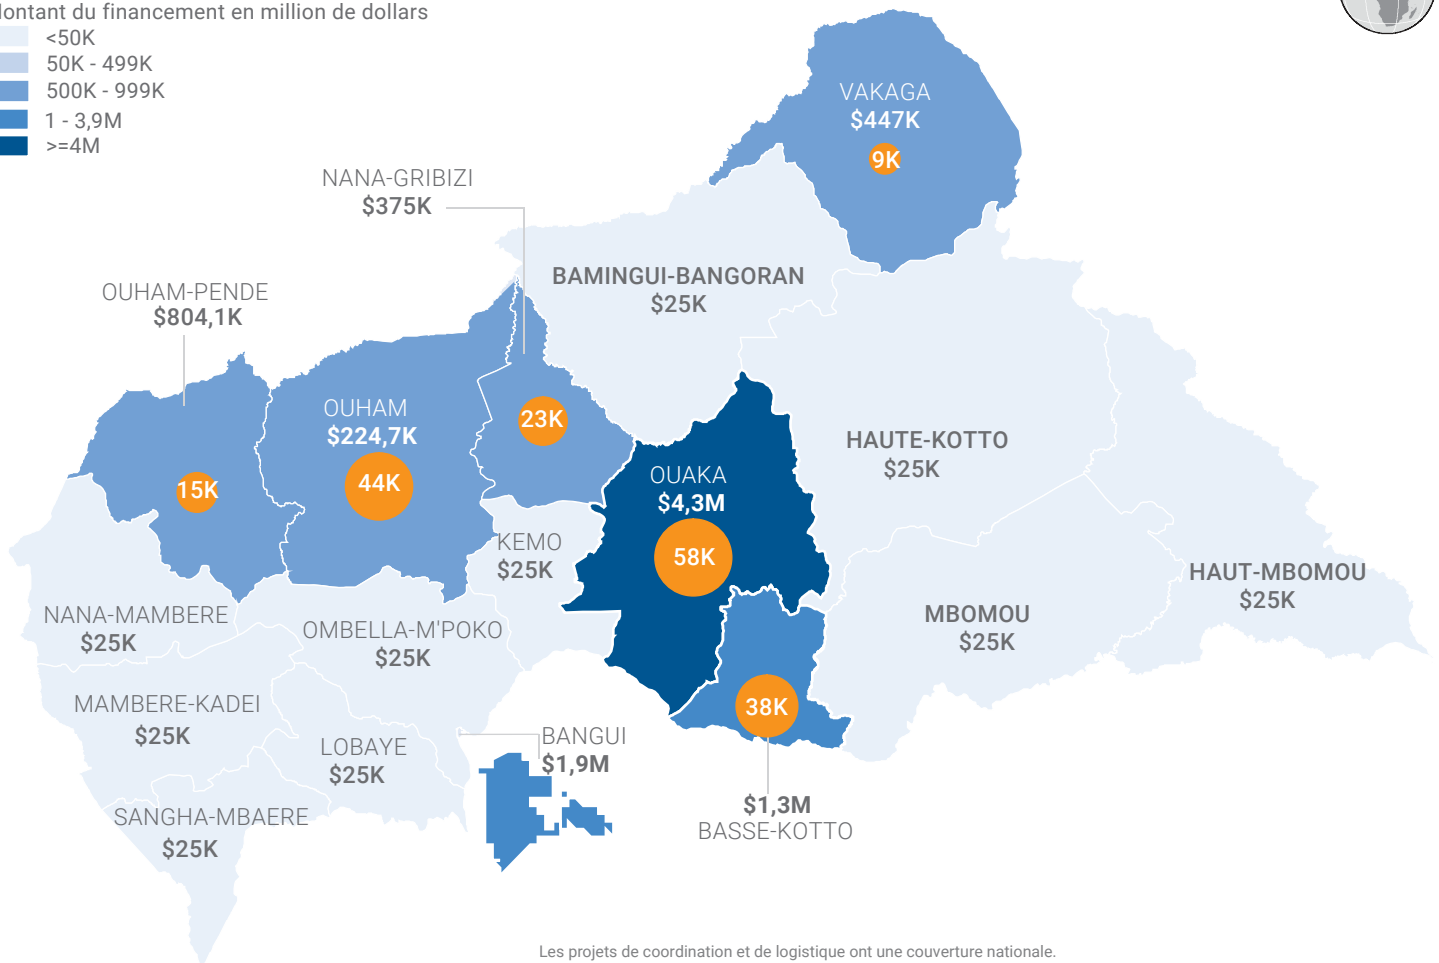 ontant du financement en million de dollars
<50K
50K - 499K
500K - 999K
1 - 3,9M
>=4M
VAKAGA
$447K
9K
NANA-GRIBIZI
$375K
BAMINGUI-BANGORAN
$25K
OUHAM-PENDE
$804,1K
OUHAM
$224,7K
23K
44K
15K
HAUTE-KOTTO
$25K
OUAKA
$4,3M
58K
KEMO
$25K
HAUT-MBOMOU
$25K
NANA-MAMBERE
$25K
OMBELLA-M'POKO
$25K
MBOMOU
$25K
MAMBERE-KADEI
$25K
38K
LOBAYE
$25K
BANGUI
$1,9M
$1,3M
BASSE-KOTTO
SANGHA-MBAERE
$25K
Les projets de coordination et de logistique ont une couverture nationale.